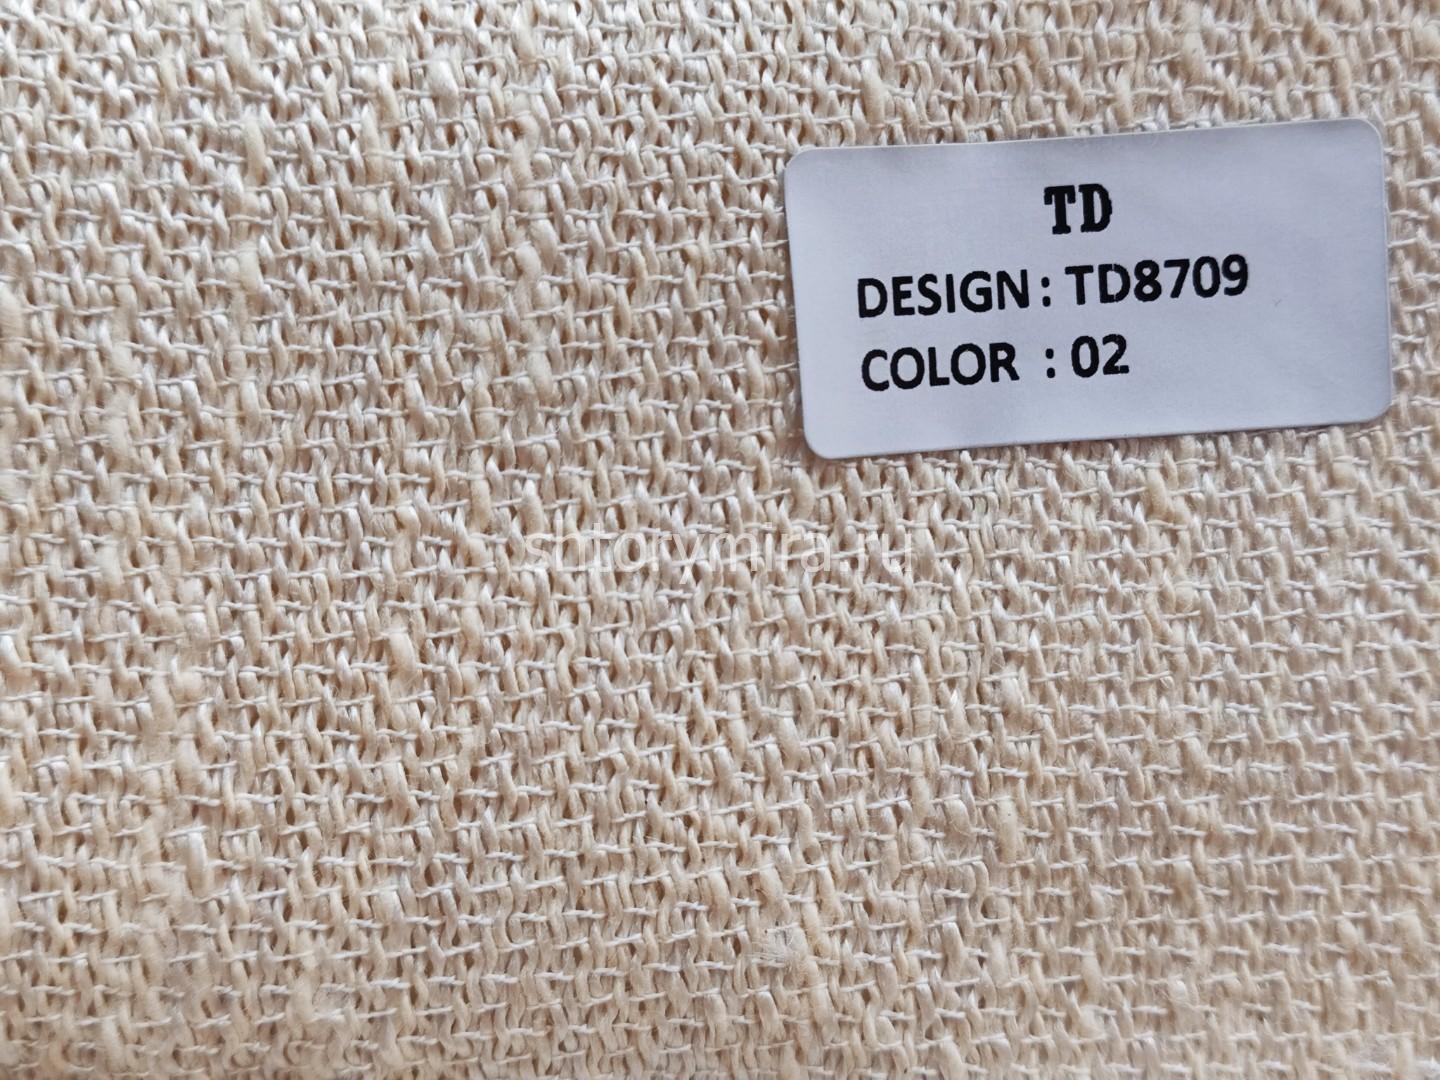 TD
DESIGN : TD8709
COLOR : 02
shtorymira.ru